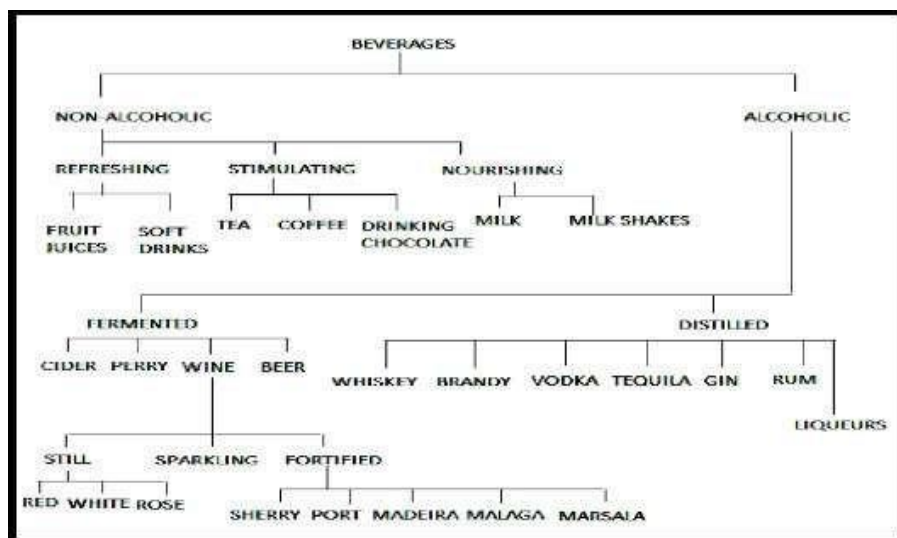 BEVERAGES
NON-ALCOHOLIC ALCOHOLIC
REFRESHING STIMULATING NOURISHING
FRUIT JUICES SOFT DRINKS TEA COFFEE DRINKING CHOCOLATE MILK MILK SHAKES
FERMENTED DISTILLED
CIDER PERRY WINE BEER
WHISKEY BRANDY VODKA TEQUILA GIN RUM
LIQUEURS
STILL SPARKLING FORTIFIED
RED WHITE ROSE
SHERRY PORT MADEIRA MALAGA MARSALA